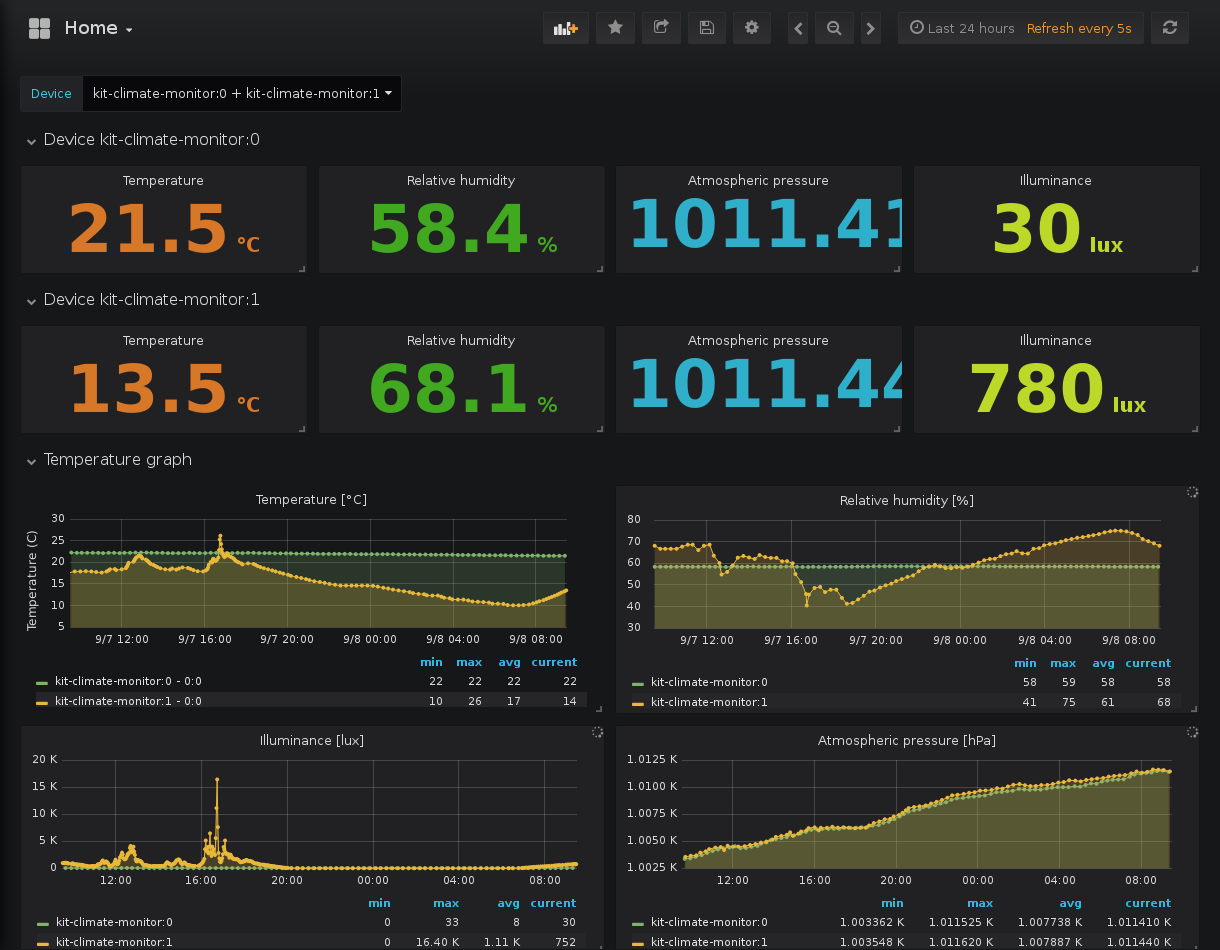 Home
Last 24 hours Refresh every 5s
Device kit-climate-monitor:0 + kit-climate-monitor:1
Device kit-climate-monitor:0
Temperature Relative humidity Atmospheric pressure Illuminance
21.5 °C 58.4 % 1011.41 30 lux
Device kit-climate-monitor:1
Temperature Relative humidity Atmospheric pressure Illuminance
13.5 °C 68.1 % 1011.44 780 lux
Temperature graph
Temperature [°C]
Temperature (C)
30
25
20
15
10
5
9/7 12:00 9/7 16:00 9/7 20:00 9/8 00:00 9/8 04:00 9/8 08:00
min max avg current
kit-climate-monitor:0 - 0:0 22 22 22 22
kit-climate-monitor:1 - 0:0 10 26 17 14
Relative humidity [%]
80
70
60
50
40
30
9/7 12:00 9/7 16:00 9/7 20:00 9/8 00:00 9/8 04:00 9/8 08:00
min max avg current
kit-climate-monitor:0 58 59 58 58
kit-climate-monitor:1 41 75 61 68
Illuminance [lux]
20 K
15 K
10 K
5 K
0
12:00 16:00 20:00 00:00 04:00 08:00
min max avg current
kit-climate-monitor:0 0 33 8 30
kit-climate-monitor:1 0 16.40 K 1.11 K 752
Atmospheric pressure [hPa]
1.0125 K
1.0100 K
1.0075 K
1.0050 K
1.0025 K
12:00 16:00 20:00 00:00 04:00 08:00
min max avg current
kit-climate-monitor:0 1.003362 K 1.011525 K 1.007738 K 1.011410 K
kit-climate-monitor:1 1.003548 K 1.011620 K 1.007887 K 1.011440 K